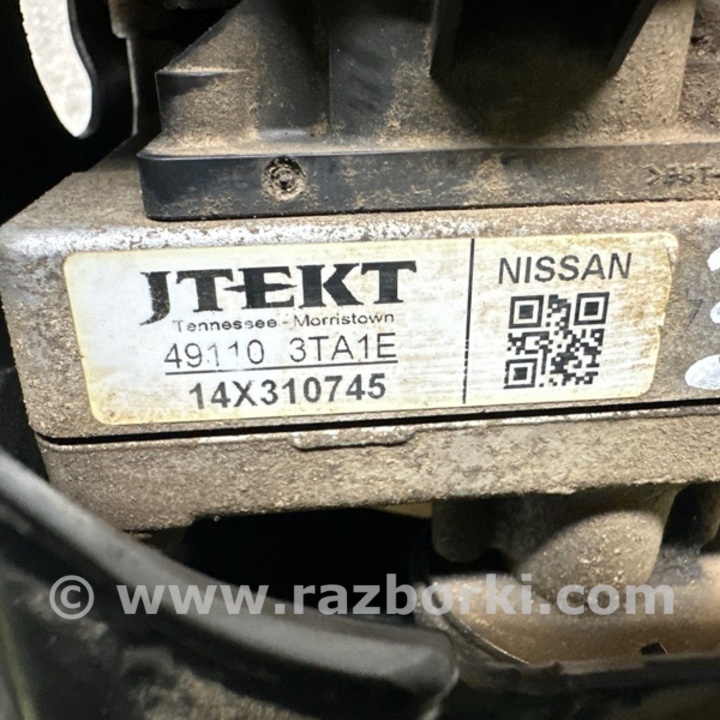 JTEKT
Tennessee - Morristown
49110 3TA1E
14X310745
NISSAN
© www.razborki.com